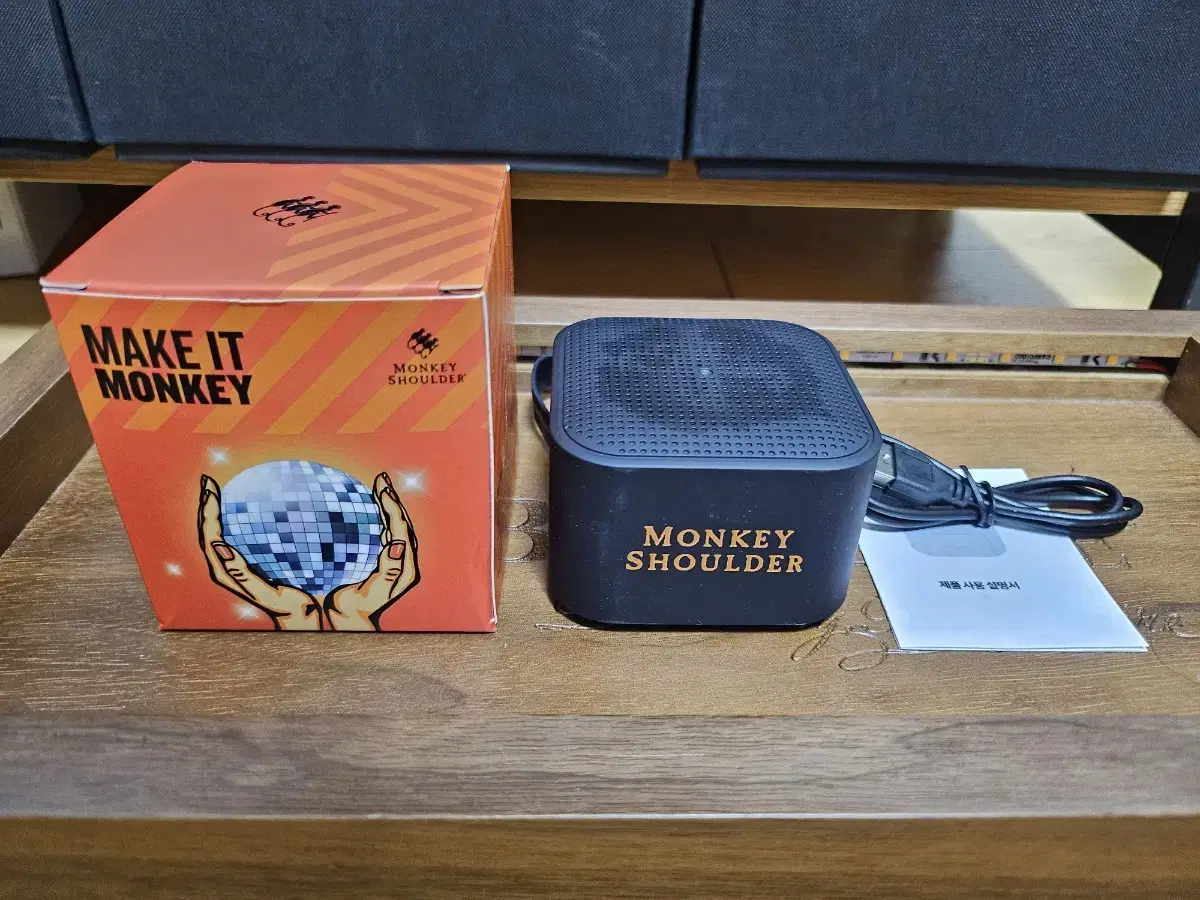 MAKE IT
MONKEY
MONKEY
SHOULDER
MONKEY
SHOULDER
제품 사용 설명서